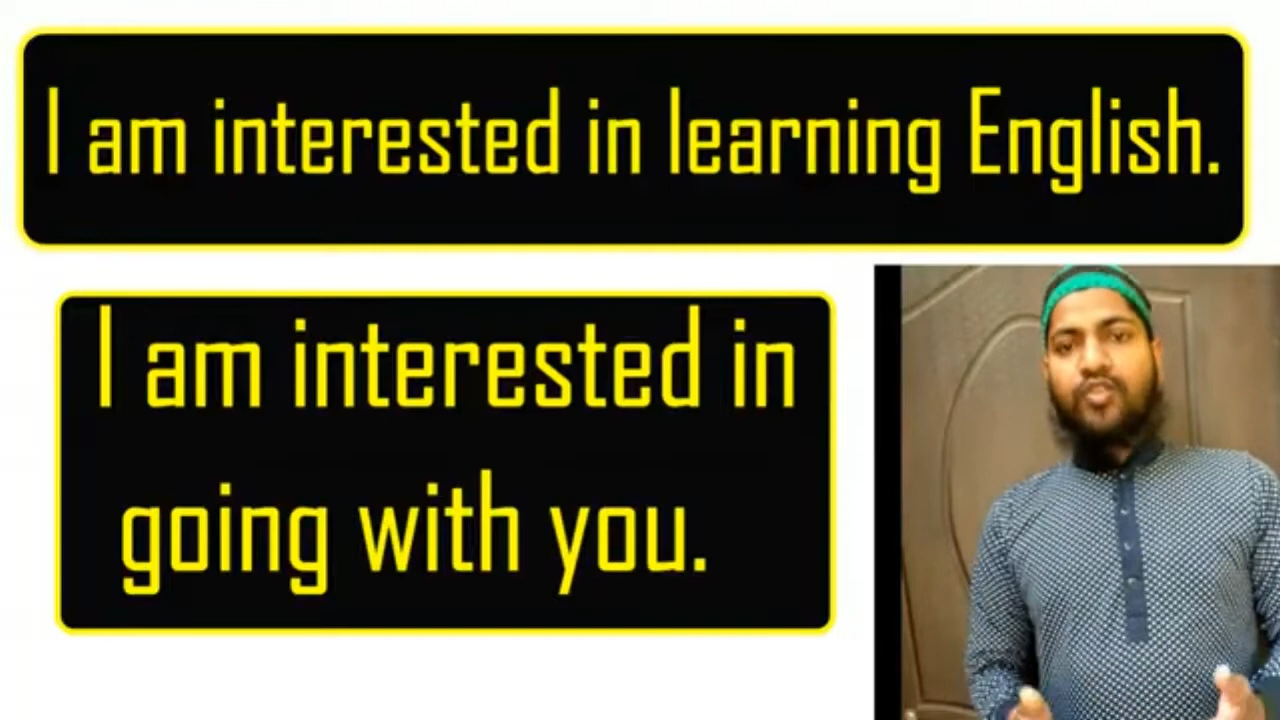 I am interested in learning English.
I am interested in
going with you.